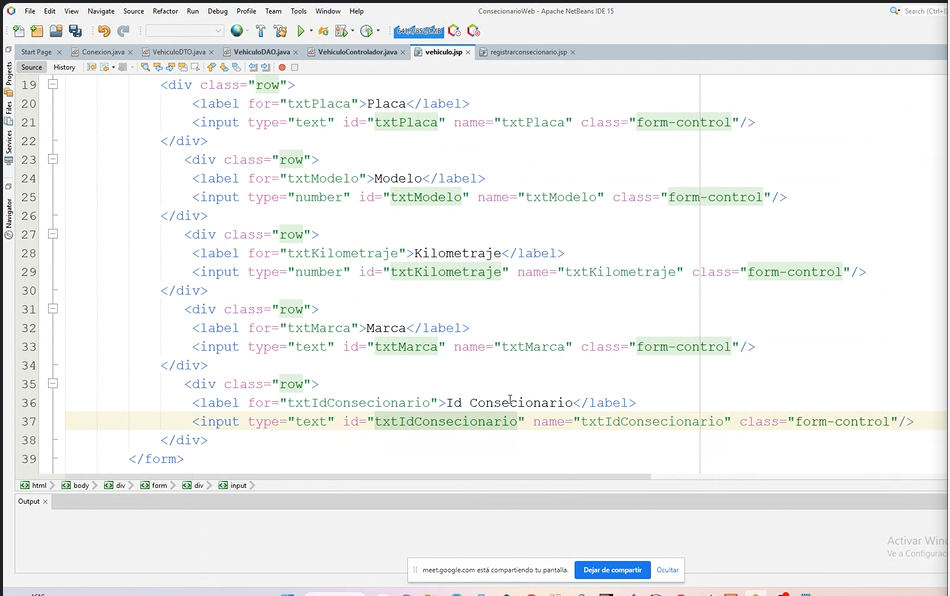 File Edit View Navigate Source Refactor Run Debug Profile Team Tools Window Help
ConsecionarioWeb - Apache NetBeans IDE 15
Search (Ctrl+I
Start Page Conexion.java VehiculoDTO.java VehiculoDAO.java VehiculoControlador.java vehiculo.jsp registrarconsecionario.jsp
Source History
Projects
Files
Services
Navigator
19 <div class="row">
20 <label for="txtPlaca">Placa</label>
21 <input type="text" id="txtPlaca" name="txtPlaca" class="form-control"/>
22 </div>
23 <div class="row">
24 <label for="txtModelo">Modelo</label>
25 <input type="number" id="txtModelo" name="txtModelo" class="form-control"/>
26 </div>
27 <div class="row">
28 <label for="txtKilometraje">Kilometraje</label>
29 <input type="number" id="txtKilometraje" name="txtKilometraje" class="form-control"/>
30 </div>
31 <div class="row">
32 <label for="txtMarca">Marca</label>
33 <input type="text" id="txtMarca" name="txtMarca" class="form-control"/>
34 </div>
35 <div class="row">
36 <label for="txtIdConsecionario">Id Consecionario</label>
37 <input type="text" id="txtIdConsecionario" name="txtIdConsecionario" class="form-control"/>
38 </div>
39 </form>
html body div form div input
Output
Activar Wind
Ve a Configurac
meet.google.com está compartiendo tu pantalla.
Dejar de compartir
Ocultar